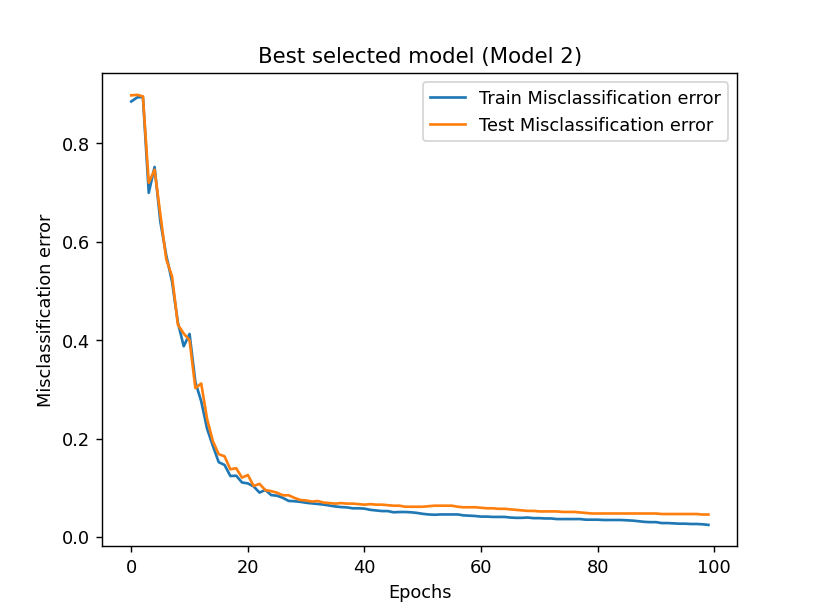 Best selected model (Model 2)
Train Misclassification error
Test Misclassification error
Misclassification error
0.8
0.6
0.4
0.2
0.0
0 20 40 60 80 100
Epochs